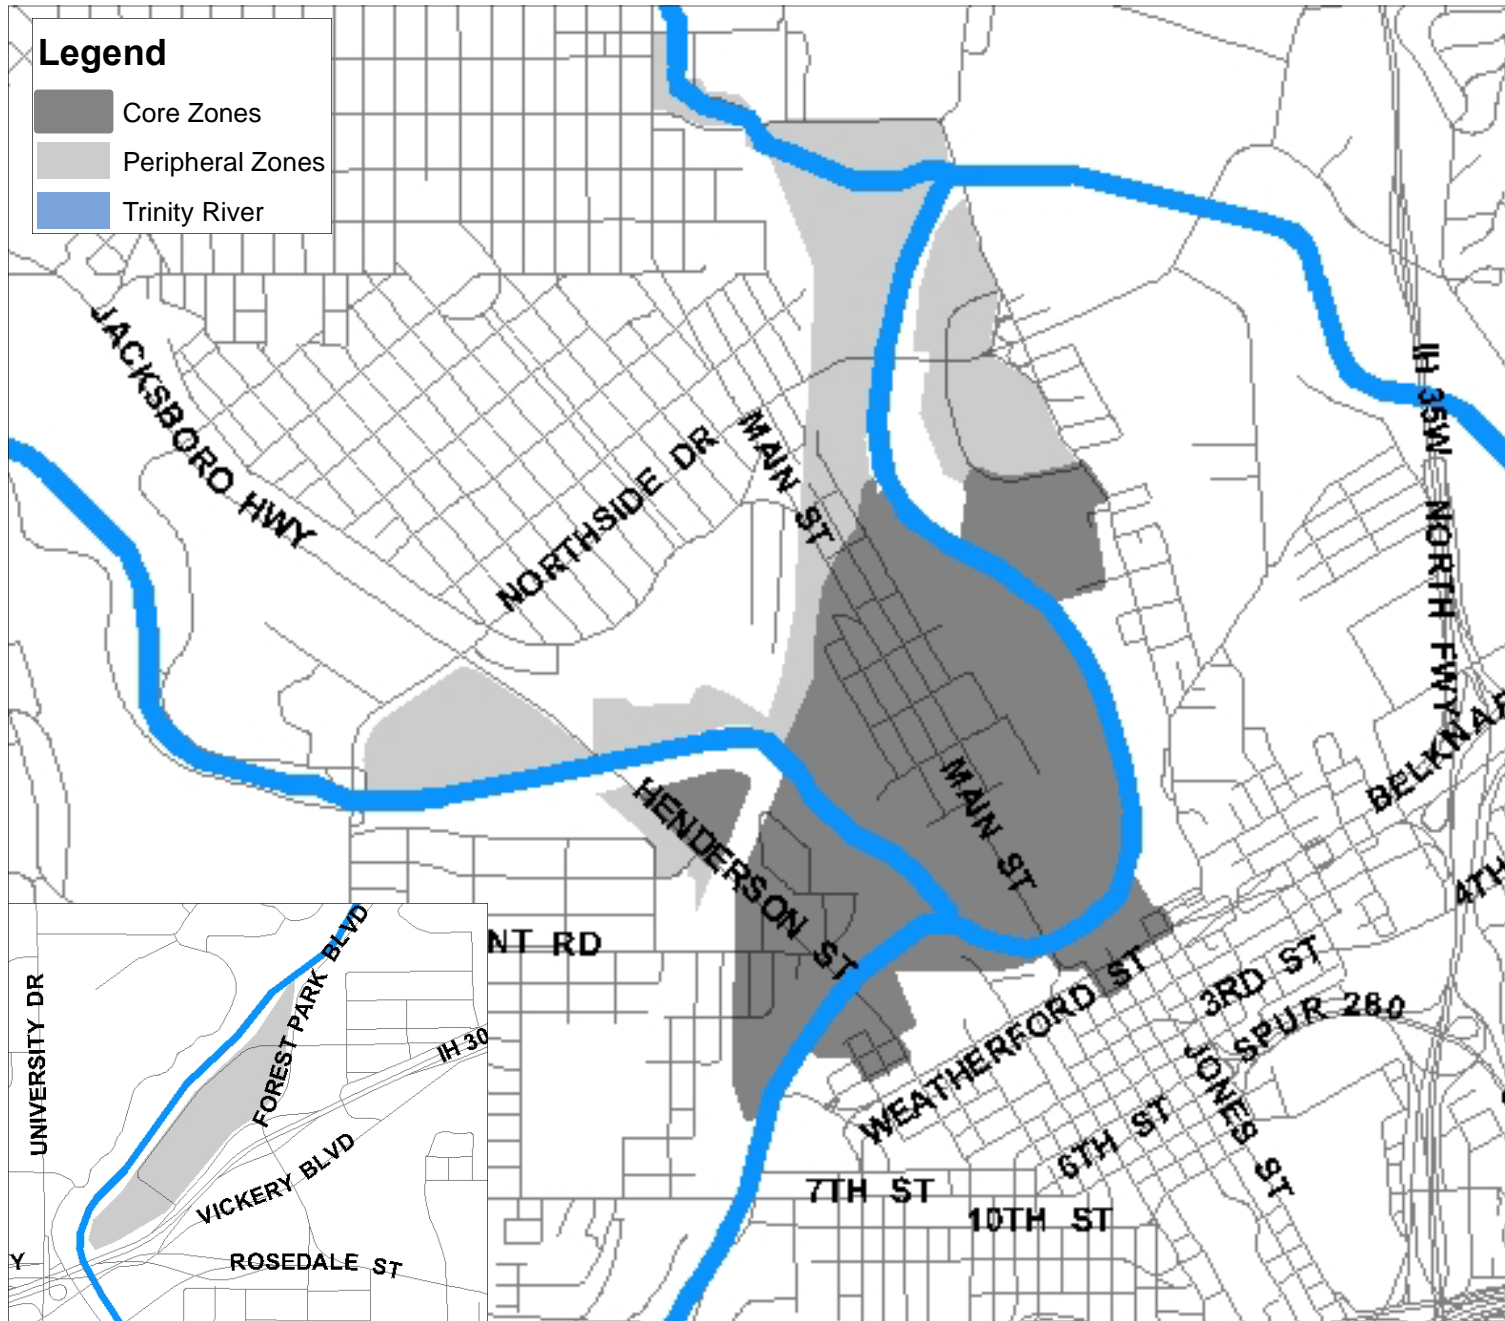 Legend
Core Zones
Peripheral Zones
Trinity River
JACKSBORO HWY
NORTHSIDE DR
MAIN ST
IH 35W NORTH FWY
BELKNAP
HENDERSON ST
MAIN ST
4TH
NT RD
WEATHERFORD ST
3RD ST
SPUR 280
JONES ST
6TH ST
7TH ST
10TH ST
UNIVERSITY DR
FOREST PARK BLVD
IH 30
VICKERY BLVD
ROSEDALE ST
Y